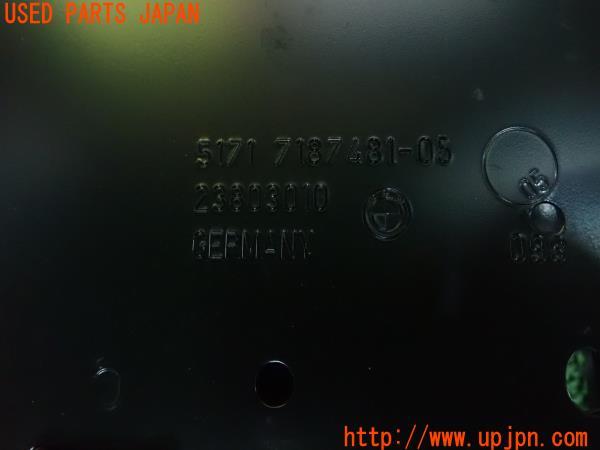 USED PARTS JAPAN
5171 7187481-05
23803010
GERMANY
http://www.upjpn.com